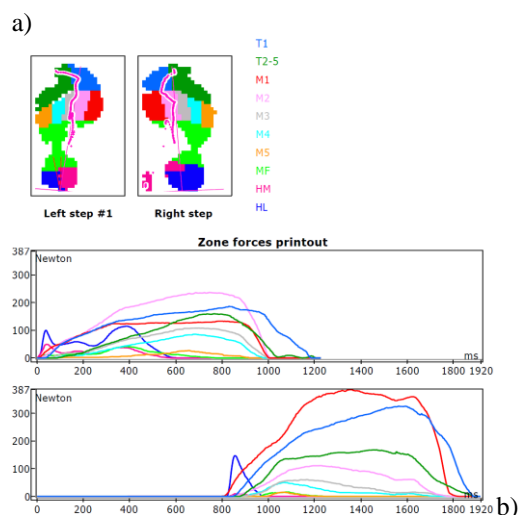 a)
T1
T2-5
M1
M2
M3
M4
M5
MF
HM
HL
Left step #1 Right step
Zone forces printout
387
Newton
300
200
100
0
0 200 400 600 800 1000 1200 1400 1600 1800 1920
ms
387
Newton
300
200
100
0
0 200 400 600 800 1000 1200 1400 1600 1800 1920
ms
b)